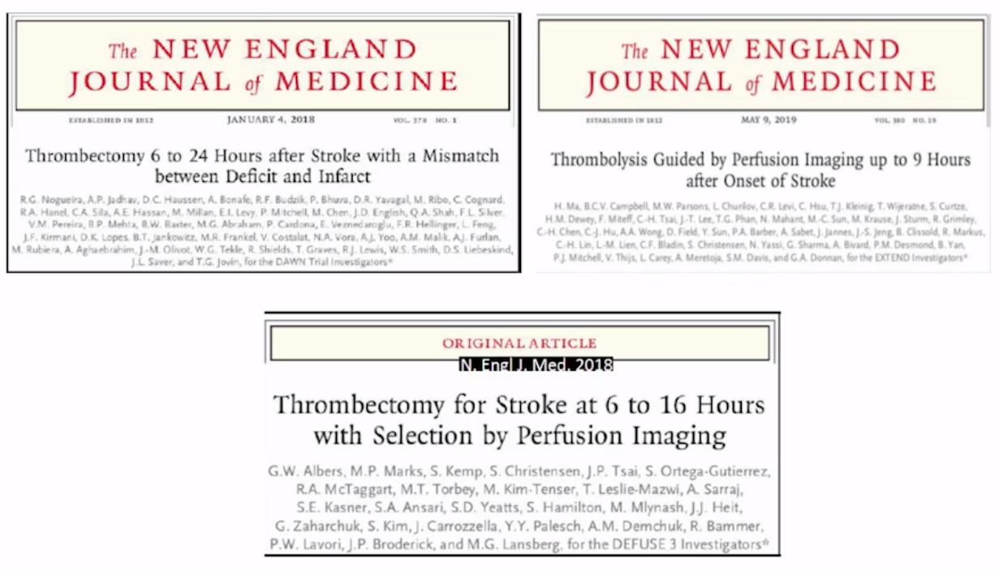 The NEW ENGLAND
JOURNAL of MEDICINE
ESTABLISHED IN 1812
JANUARY 4, 2018
VOL. 378 NO. 1
Thrombectomy 6 to 24 Hours after Stroke with a Mismatch
between Deficit and Infarct
R.G. Nogueira, A.P. Jadhav, D.C. Haussen, A. Bonafe, R.F. Budzik, P. Bhuva, D.R. Yavagal, M. Ribo, C. Cognard,
R.A. Hanel, C.A. Sila, A.E. Hassan, M. Millan, E.I. Levy, P. Mitchell, M. Chen, J.D. English, Q.A. Shah, F.L. Silver,
V.M. Pereira, B.P. Mehta, B.W. Baxter, M.G. Abraham, P. Cardona, E. Veznedaroglu, F.R. Hellinger, L. Feng,
J.F. Kirmani, D.K. Lopes, B.T. Jankowitz, M.R. Frankel, V. Costalat, N.A. Vora, A.J. Yoo, A.M. Malik, A.J. Furlan,
M. Rubiera, A. Aghaebrahim, J.-M. Olivot, W.G. Tekle, R. Shields, T. Graves, R.J. Lewis, W.S. Smith, D.S. Liebeskind,
J.L. Saver, and T.G. Jovin, for the DAWN Trial Investigators*
The NEW ENGLAND
JOURNAL of MEDICINE
ESTABLISHED IN 1812
MAY 9, 2019
VOL. 380 NO. 19
Thrombolysis Guided by Perfusion Imaging up to 9 Hours
after Onset of Stroke
H. Ma, B.C.V. Campbell, M.W. Parsons, L. Churilov, C.R. Levi, C. Hsu, T.J. Kleinig, T. Wijeratne, S. Curtze,
H.M. Dewey, F. Miteff, C.-H. Tsai, J.-T. Lee, T.G. Phan, N. Mahant, M.-C. Sun, M. Krause, J. Sturm, R. Grimley,
C.-H. Chen, C.-J. Hu, A.A. Wong, D. Field, Y. Sun, P.A. Barber, A. Sabet, J. Jannes, J.-S. Jeng, B. Clissold, R. Markus,
C.-H. Lin, L.-M. Lien, C.F. Bladin, S. Christensen, N. Yassi, G. Sharma, A. Bivard, P.M. Desmond, B. Yan,
P.J. Mitchell, V. Thijs, L. Carey, A. Meretoja, S.M. Davis, and G.A. Donnan, for the EXTEND Investigators*
ORIGINAL ARTICLE
N. Engl J. Med. 2018
Thrombectomy for Stroke at 6 to 16 Hours
with Selection by Perfusion Imaging
G.W. Albers, M.P. Marks, S. Kemp, S. Christensen, J.P. Tsai, S. Ortega-Gutierrez,
R.A. McTaggart, M.T. Torbey, M. Kim-Tenser, T. Leslie-Mazwi, A. Sarraj,
S.E. Kasner, S.A. Ansari, S.D. Yeatts, S. Hamilton, M. Mlynash, J.J. Heit,
G. Zaharchuk, S. Kim, J. Carrozzella, Y.Y. Palesch, A.M. Demchuk, R. Bammer,
P.W. Lavori, J.P. Broderick, and M.G. Lansberg, for the DEFUSE 3 Investigators*